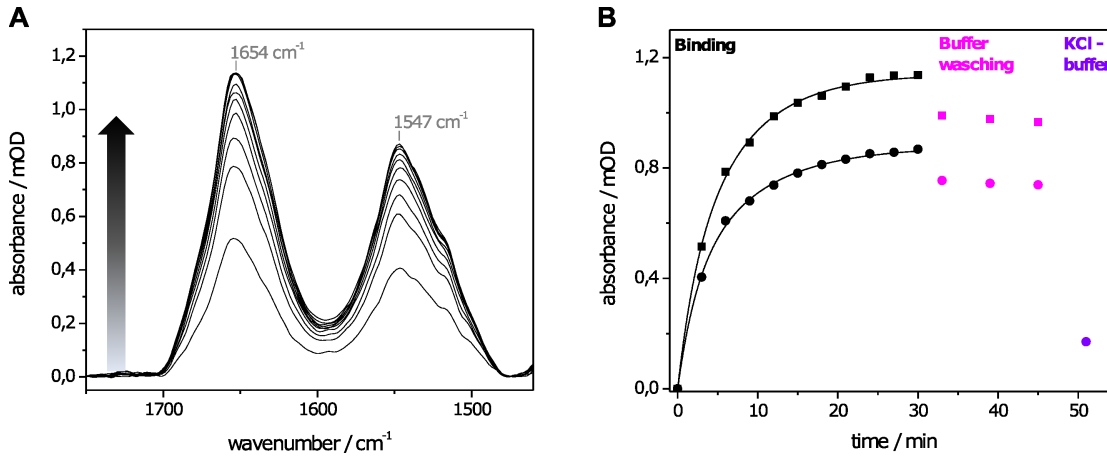 A
1654 cm-1
1547 cm-1
absorbance / mOD
1,2
1,0
0,8
0,6
0,4
0,2
0,0
1700
1600
1500
wavenumber / cm-1
B
Binding
Buffer
wasching
KCl -
buffer
absorbance / mOD
1,2
0,8
0,4
0,0
0
10
20
30
40
50
time / min